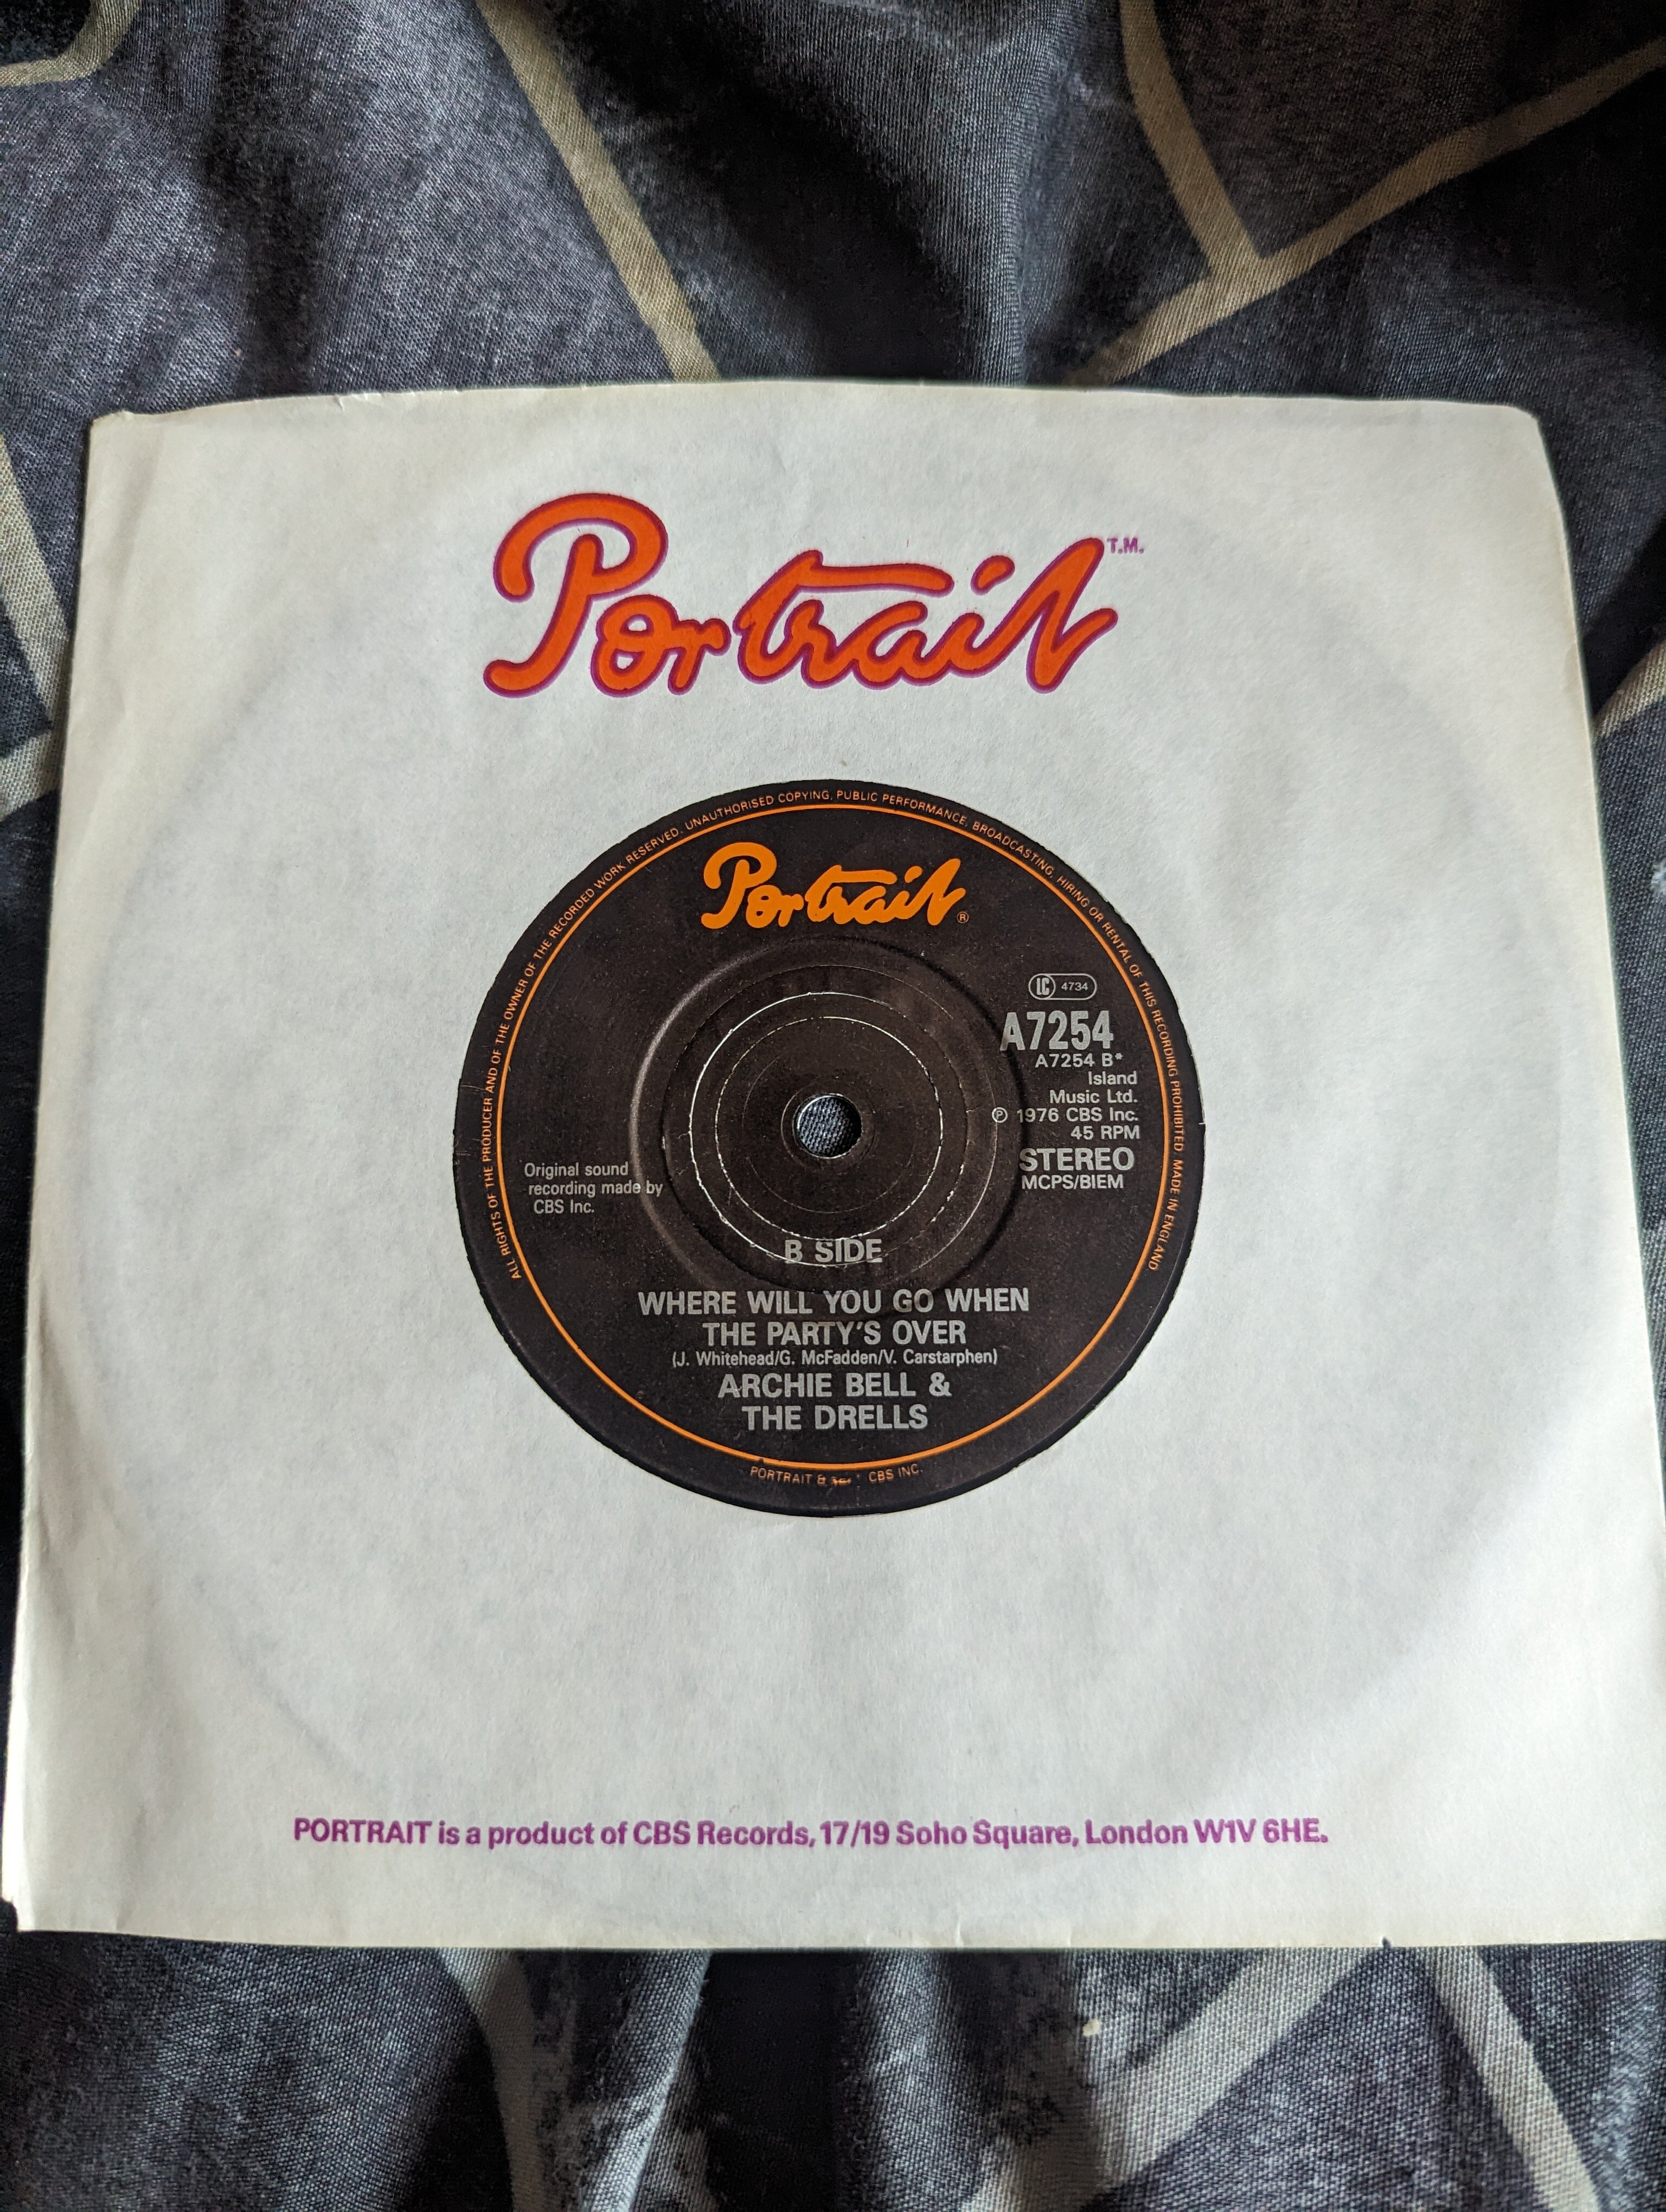 Portrait T.M.
ALL RIGHTS OF THE PRODUCER AND OF THE OWNER OF THE RECORDED WORK RESERVED. UNAUTHORISED COPYING, PUBLIC PERFORMANCE, BROADCASTING, HIRING OR RENTAL OF THIS RECORDING PROHIBITED. MADE IN ENGLAND
Portrait ®
LC 4734
A7254
A7254 B*
Island
Music Ltd.
℗ 1976 CBS Inc.
45 RPM
STEREO
MCPS/BIEM
Original sound
recording made by
CBS Inc.
B SIDE
WHERE WILL YOU GO WHEN
THE PARTY'S OVER
(J. Whitehead/G. McFadden/V. Carstarphen)
ARCHIE BELL &
THE DRELLS
PORTRAIT & CBS INC.
PORTRAIT is a product of CBS Records, 17/19 Soho Square, London W1V 6HE.